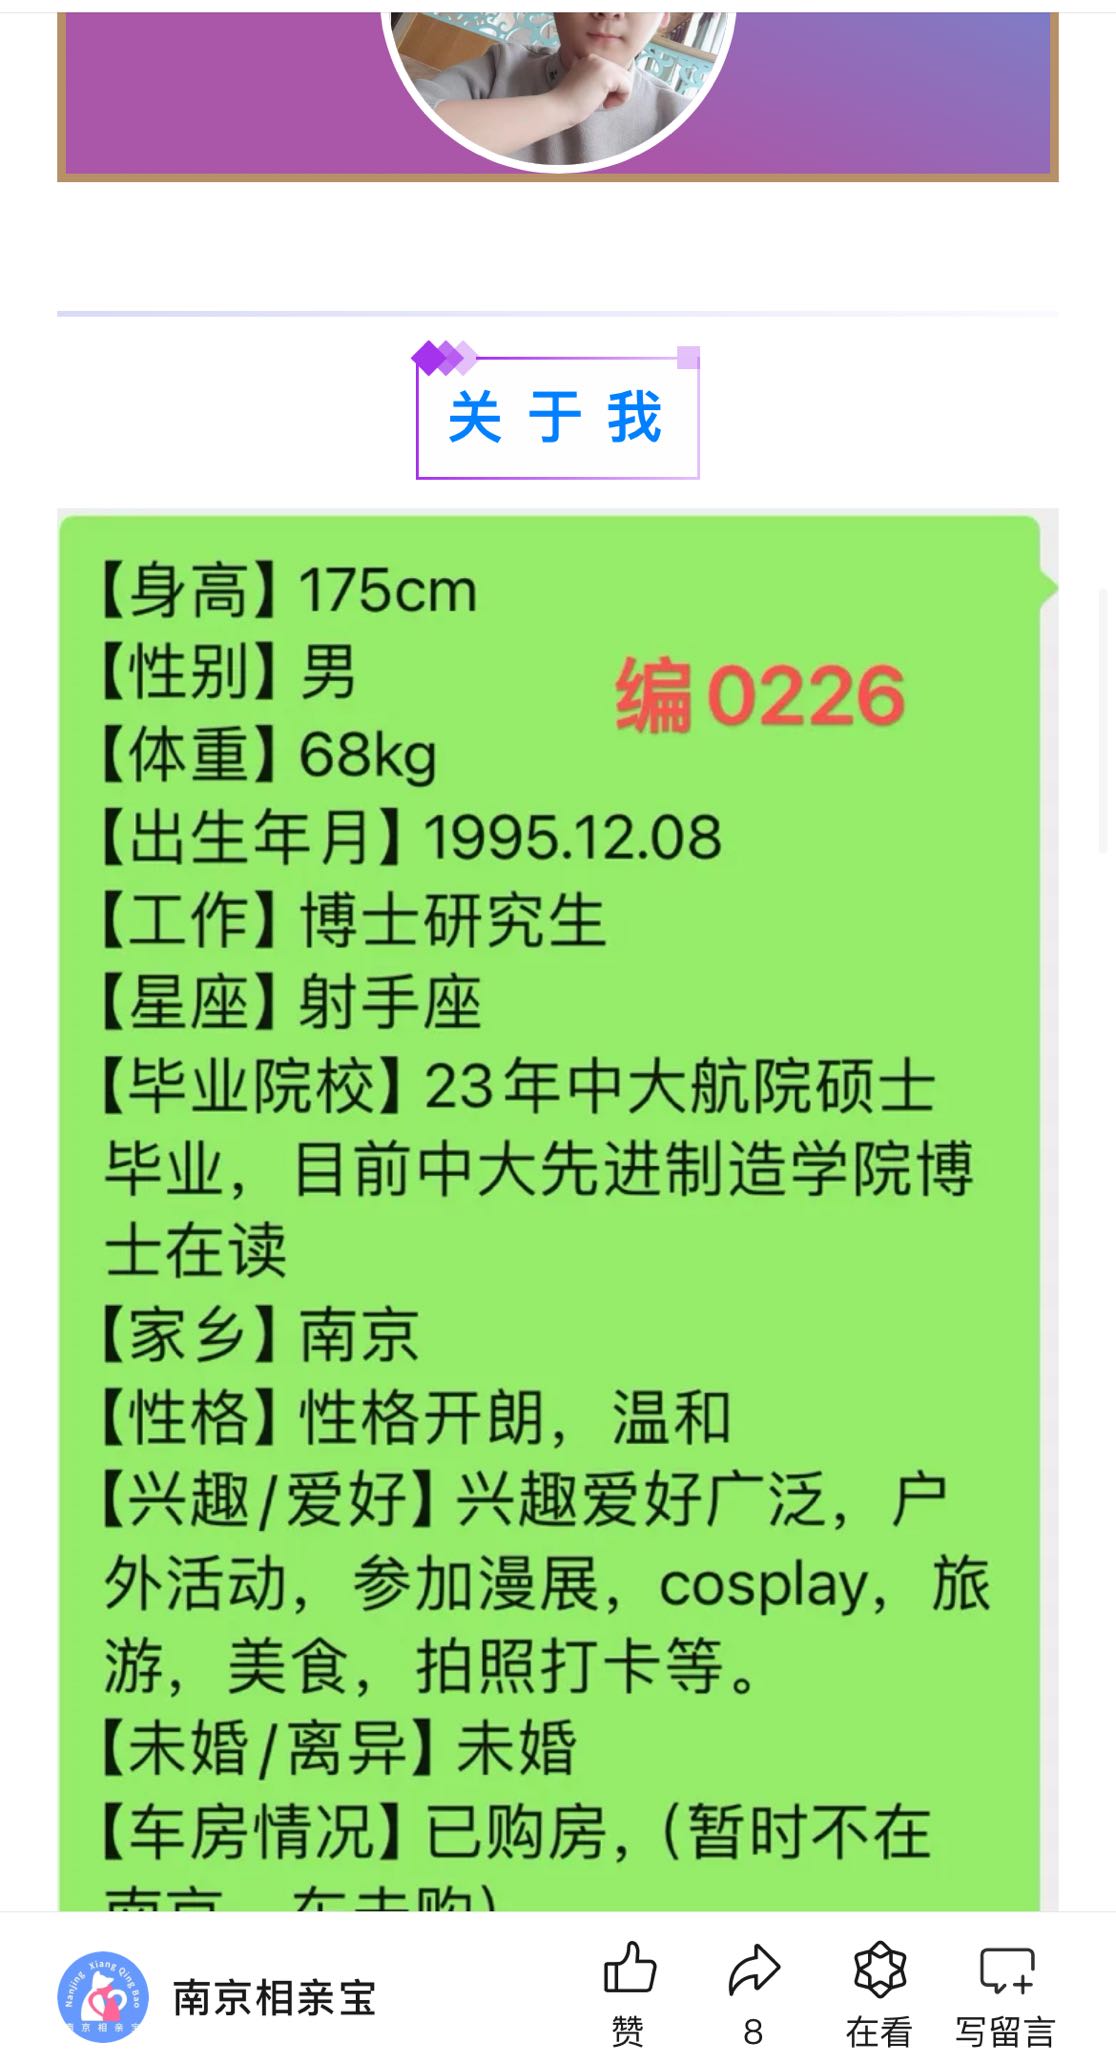 关于我
【身高】175cm
【性别】男
编0226
【体重】68kg
【出生年月】1995.12.08
【工作】博士研究生
【星座】射手座
【毕业院校】23年中大航院硕士
毕业，目前中大先进制造学院博
士在读
【家乡】南京
【性格】性格开朗，温和
【兴趣/爱好】兴趣爱好广泛，户
外活动，参加漫展，cosplay，旅
游，美食，拍照打卡等。
【未婚/离异】未婚
【车房情况】已购房，（暂时不在
南京，车未购）
Nanjing Xiang Qing Bao
南京相亲宝
南京相亲宝
赞
8
在看
写留言